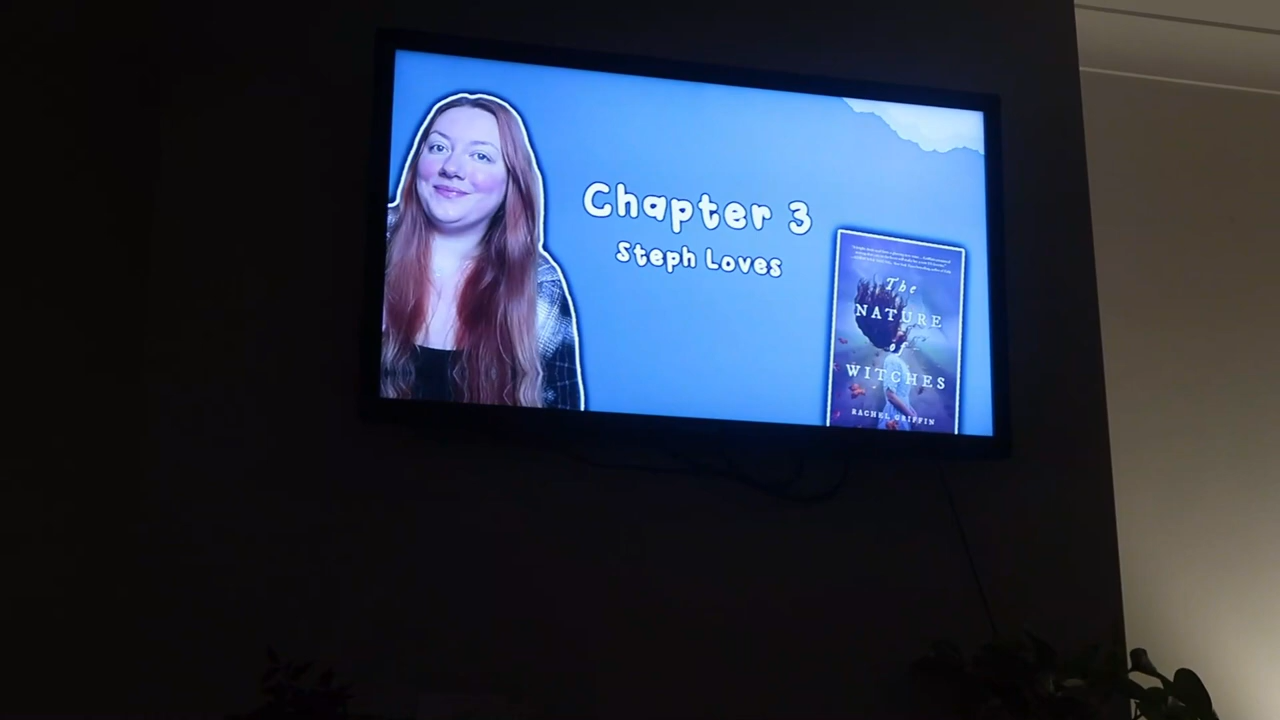 Chapter 3
Steph Loves
The
NATURE
of
WITCHES
RACHEL GRIFFIN